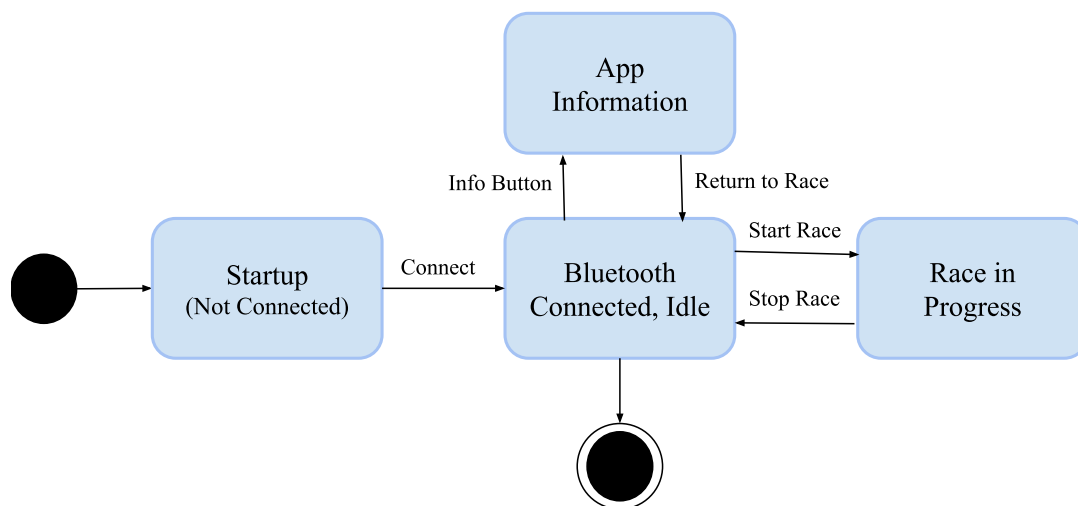 App
Information
Info Button
Return to Race
Startup
(Not Connected)
Connect
Bluetooth
Connected, Idle
Start Race
Stop Race
Race in
Progress